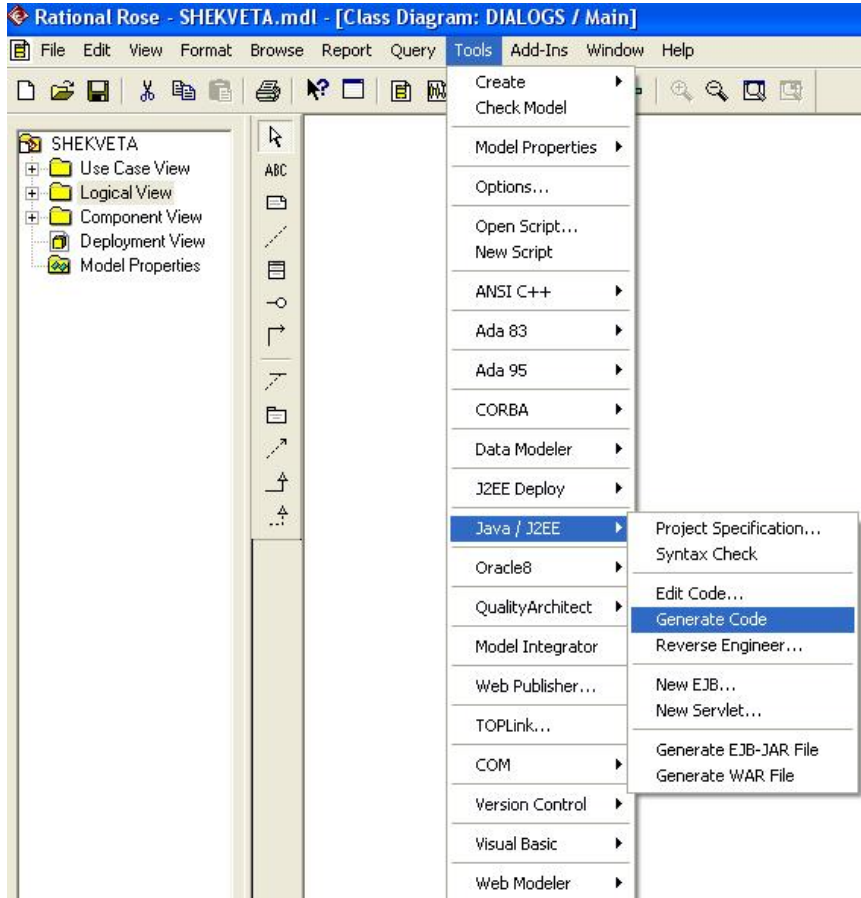 Rational Rose - SHEKVETA.mdl - [Class Diagram: DIALOGS / Main]
File Edit View Format Browse Report Query Tools Add-Ins Window Help
SHEKVETA
Use Case View
Logical View
Component View
Deployment View
Model Properties
ABC
Create
Check Model
Model Properties
Options...
Open Script...
New Script
ANSI C++
Ada 83
Ada 95
CORBA
Data Modeler
J2EE Deploy
Java / J2EE
Oracle8
QualityArchitect
Model Integrator
Web Publisher...
TOPLink...
COM
Version Control
Visual Basic
Web Modeler
Project Specification...
Syntax Check
Edit Code...
Generate Code
Reverse Engineer...
New EJB...
New Servlet...
Generate EJB-JAR File
Generate WAR File